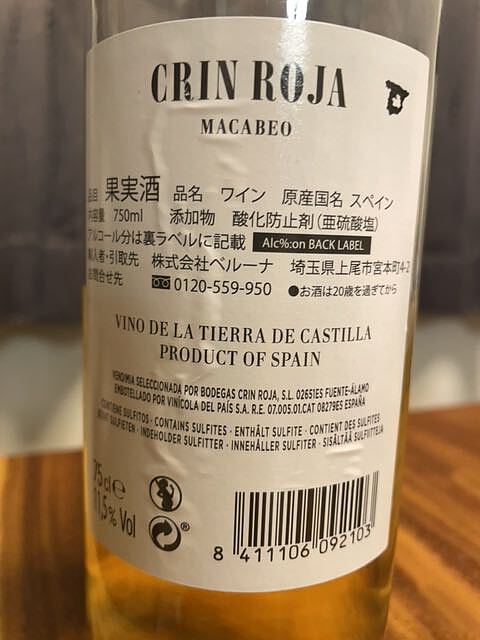 CRIN ROJA
MACABEO
品目 果実酒 品名 ワイン 原産国名 スペイン
内容量 750ml 添加物 酸化防止剤(亜硫酸塩)
アルコール分は裏ラベルに記載 Alc%:on BACK LABEL
輸入者・引取先 株式会社ベルーナ 埼玉県上尾市宮本町4-2
お問合せ先 0120-559-950 ●お酒は20歳を過ぎてから
VINO DE LA TIERRA DE CASTILLA
PRODUCT OF SPAIN
VENDIMIA SELECCIONADA POR BODEGAS CRIN ROJA, S.L. 02651ES FUENTE-ÁLAMO
EMBOTELLADO POR VINÍCOLA DEL PAÍS S.A. R.E. 07.005.01.CAT 08279ES ESPAÑA
CONTIENE SULFITOS · CONTAINS SULFITES · ENTHÄLT SULFITE · CONTIENT DES SULFITES
SULFIETEN · INDEHOLDER SULFITTER · INNEHÅLLER SULFITER · SISÄLTÄÄ SULFIITTEJA
75 cl e
11,5% Vol
®
8 411106 092103